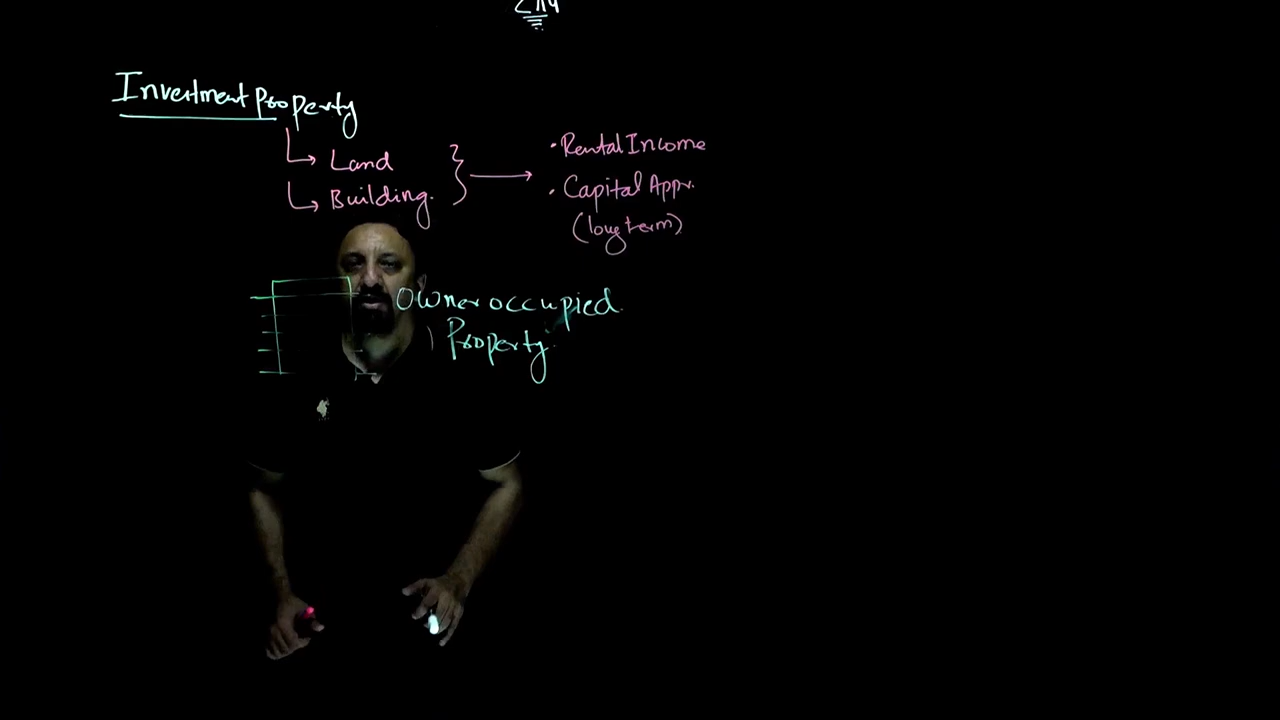 Investment Property
Land
Building.
• Rental Income
• Capital Appr.
(long term)
Owner occupied
Property